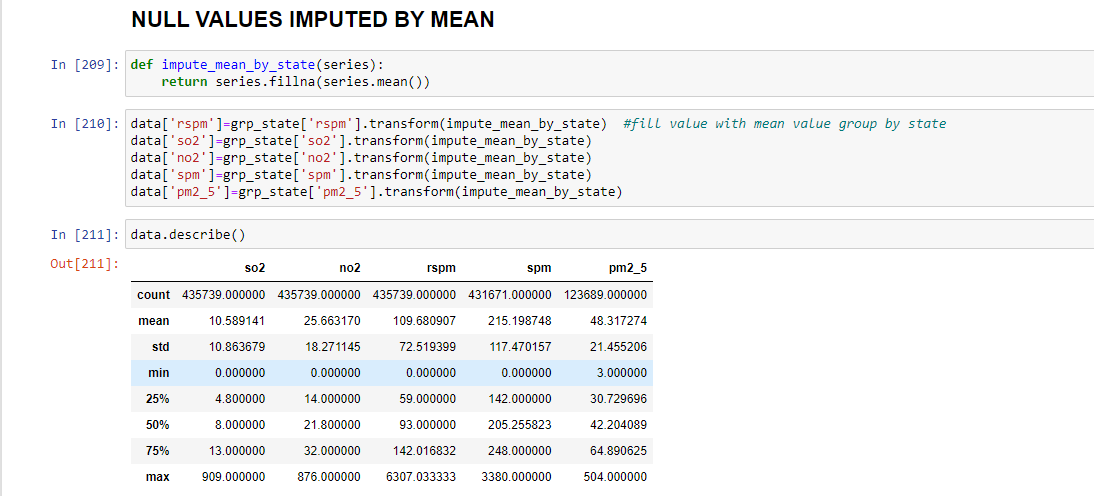 NULL VALUES IMPUTED BY MEAN
In [209]: def impute_mean_by_state(series):
    return series.fillna(series.mean())
In [210]: data['rspm']=grp_state['rspm'].transform(impute_mean_by_state)  #fill value with mean value group by state
data['so2']=grp_state['so2'].transform(impute_mean_by_state)
data['no2']=grp_state['no2'].transform(impute_mean_by_state)
data['spm']=grp_state['spm'].transform(impute_mean_by_state)
data['pm2_5']=grp_state['pm2_5'].transform(impute_mean_by_state)
In [211]: data.describe()
Out[211]:
so2 no2 rspm spm pm2_5
count 435739.000000 435739.000000 435739.000000 431671.000000 123689.000000
mean 10.589141 25.663170 109.680907 215.198748 48.317274
std 10.863679 18.271145 72.519399 117.470157 21.455206
min 0.000000 0.000000 0.000000 0.000000 3.000000
25% 4.800000 14.000000 59.000000 142.000000 30.729696
50% 8.000000 21.800000 93.000000 205.255823 42.204089
75% 13.000000 32.000000 142.016832 248.000000 64.890625
max 909.000000 876.000000 6307.033333 3380.000000 504.000000